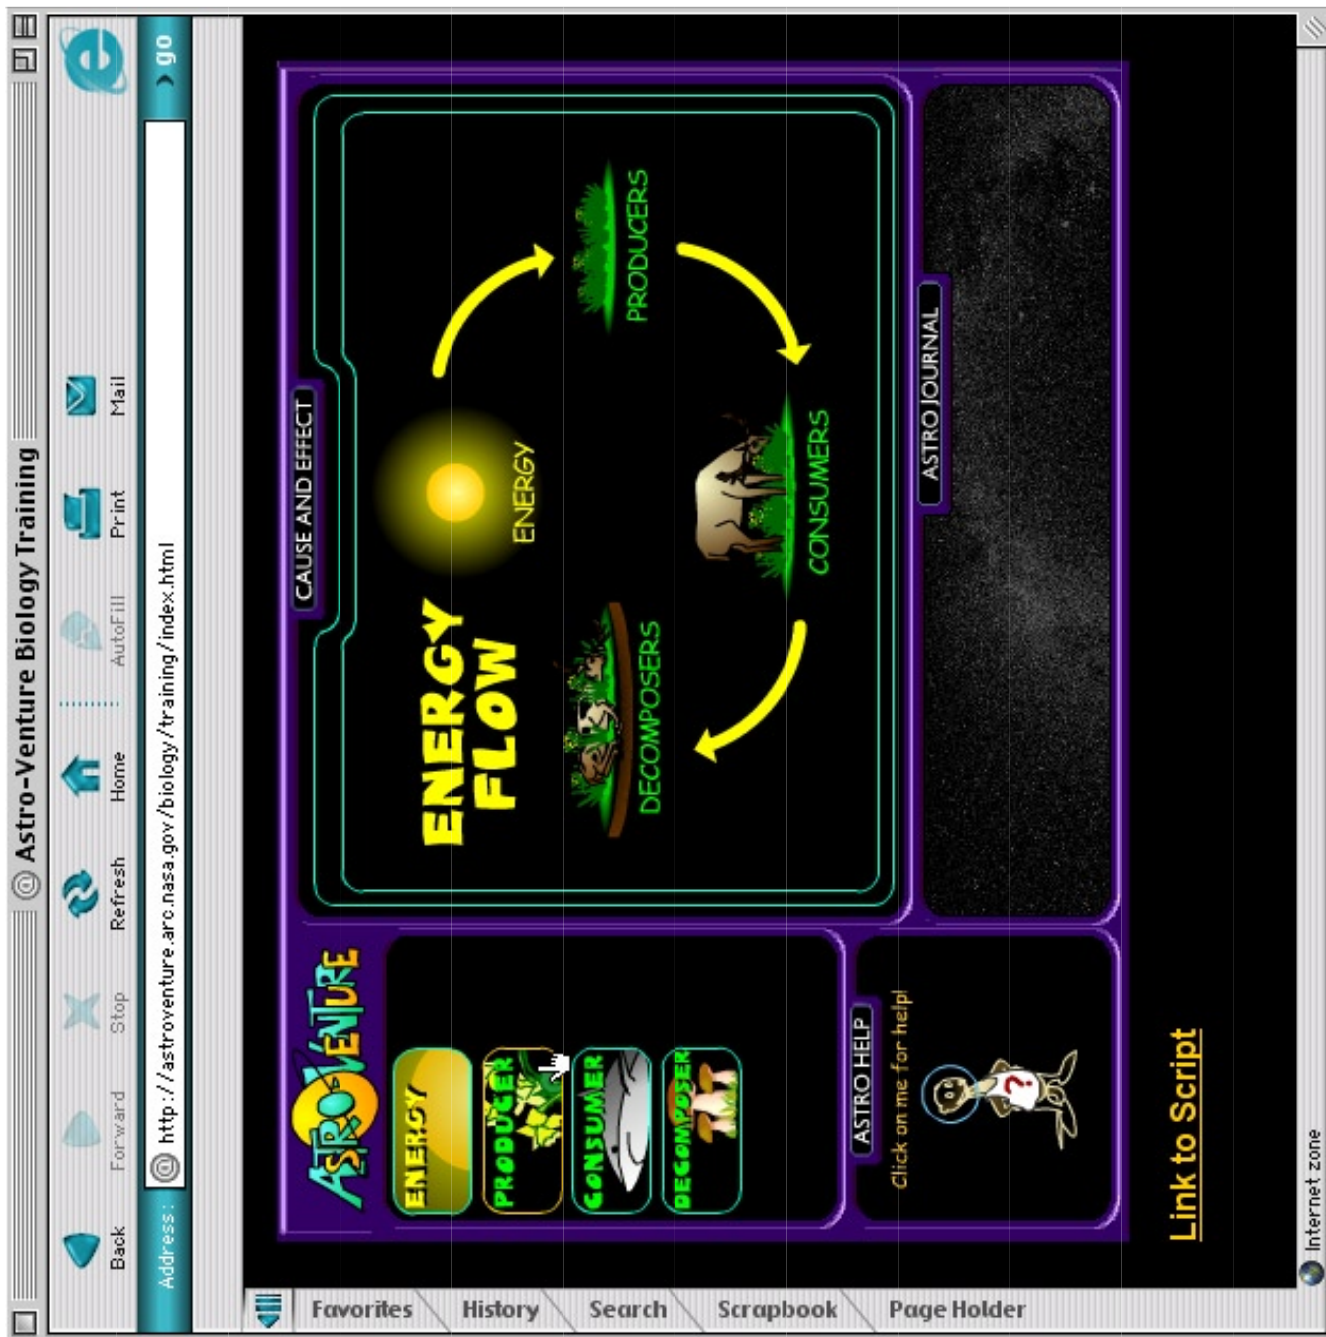 @ Astro-Venture Biology Training
Back
Forward
Stop
Refresh
Home
AutoFill
Print
Mail
Address: @ http://astroventure.arc.nasa.gov/biology/training/index.html
go
Favorites
History
Search
Scrapbook
Page Holder
ASTRO-VENTURE
ENERGY
PRODUCER
CONSUMER
DECOMPOSER
CAUSE AND EFFECT
ENERGY
FLOW
ENERGY
PRODUCERS
CONSUMERS
DECOMPOSERS
ASTRO HELP
Click on me for help!
?
ASTRO JOURNAL
Link to Script
Internet zone